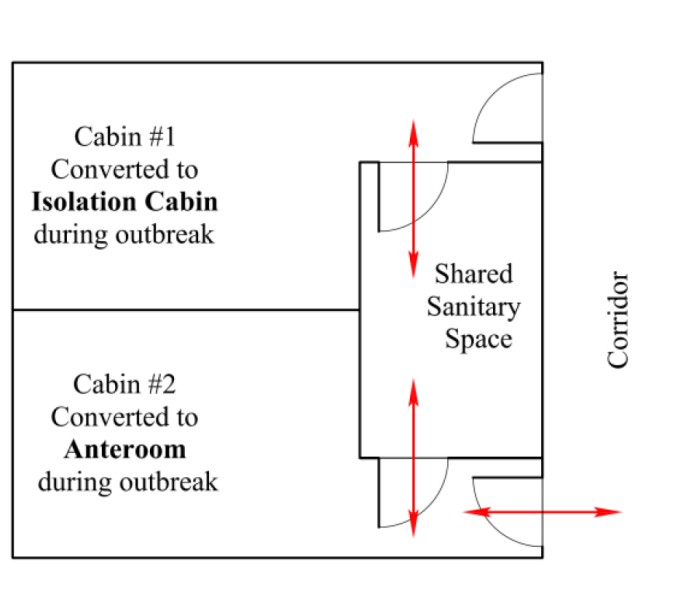 Cabin #1
Converted to
Isolation Cabin
during outbreak
Shared
Sanitary
Space
Corridor
Cabin #2
Converted to
Anteroom
during outbreak